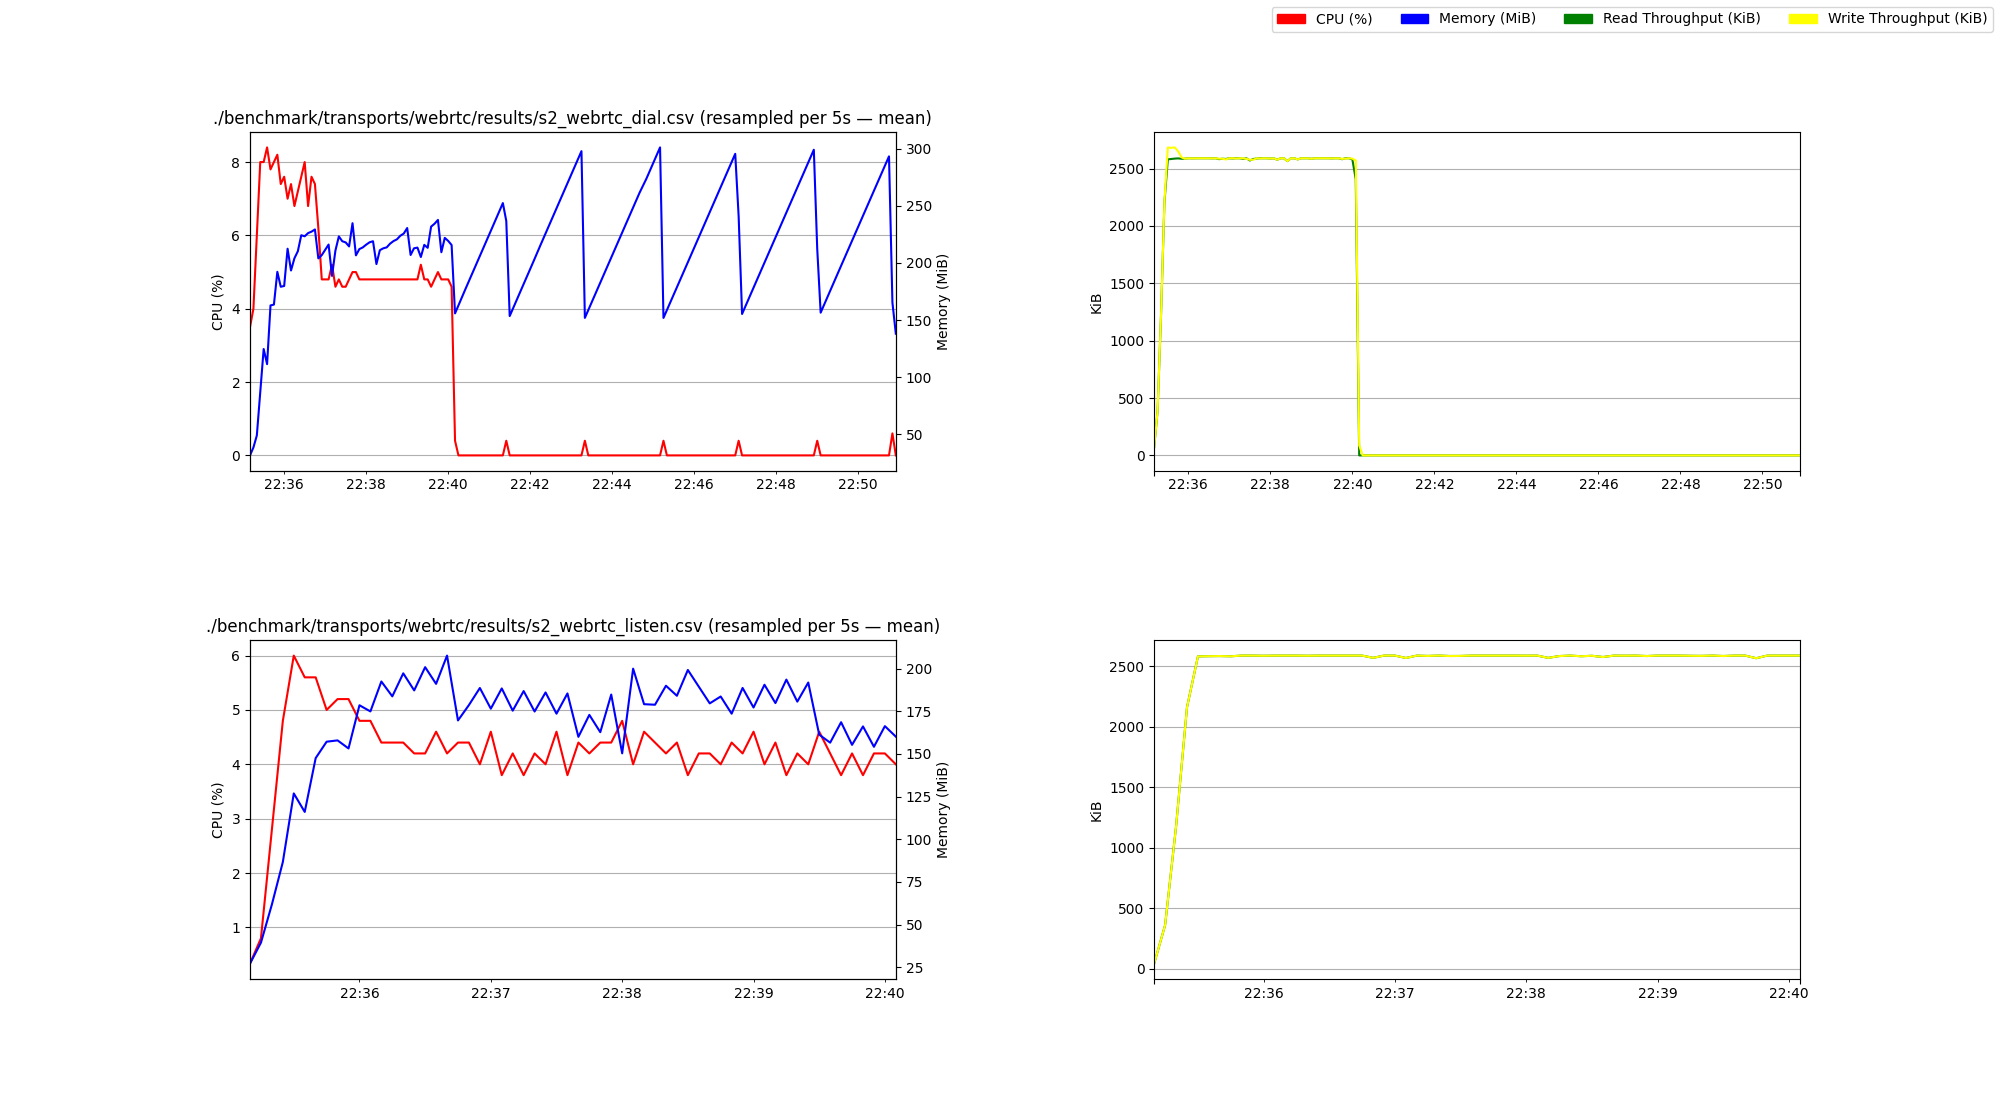 CPU (%) Memory (MiB) Read Throughput (KiB) Write Throughput (KiB)
./benchmark/transports/webrtc/results/s2_webrtc_dial.csv (resampled per 5s — mean)
CPU (%)
8
6
4
2
0
22:36 22:38 22:40 22:42 22:44 22:46 22:48 22:50
300
250
200
150
100
50
Memory (MiB)
KiB
2500
2000
1500
1000
500
0
22:36 22:38 22:40 22:42 22:44 22:46 22:48 22:50
./benchmark/transports/webrtc/results/s2_webrtc_listen.csv (resampled per 5s — mean)
CPU (%)
6
5
4
3
2
1
22:36 22:37 22:38 22:39 22:40
200
175
150
125
100
75
50
25
Memory (MiB)
KiB
2500
2000
1500
1000
500
0
22:36 22:37 22:38 22:39 22:40